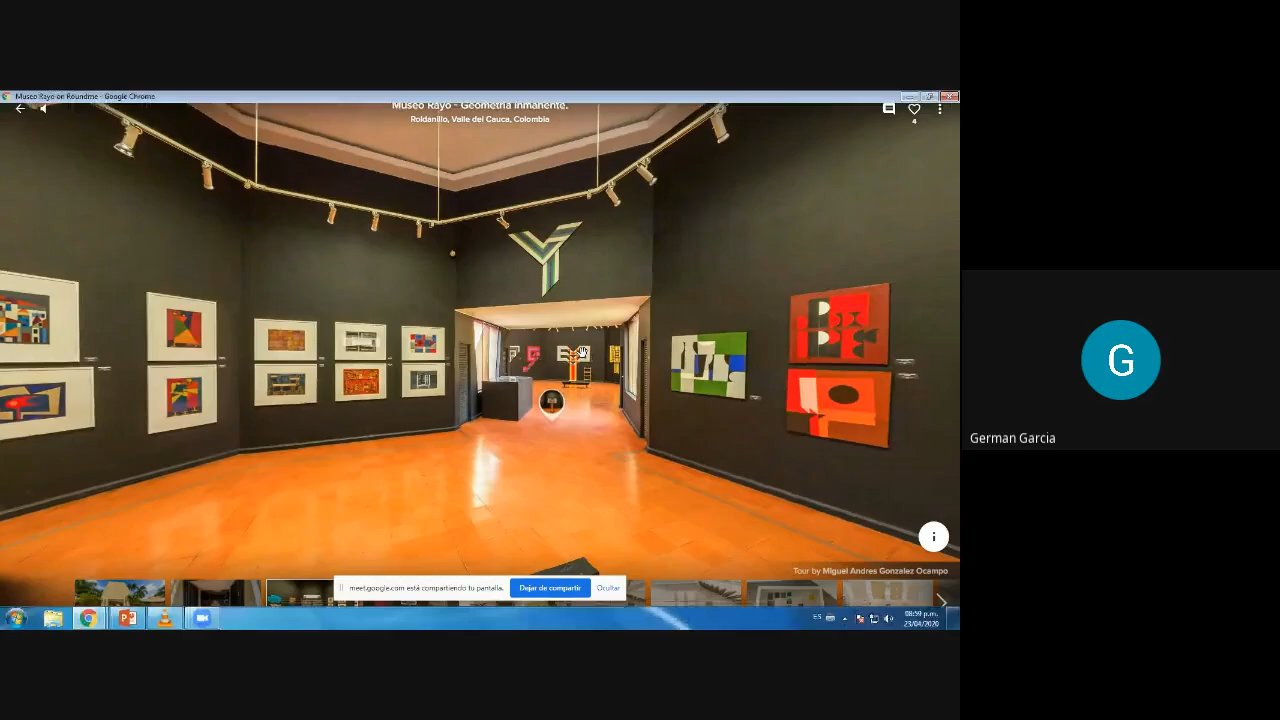 Museo Rayo on Roundme - Google Chrome
Museo Rayo - Geometría Inmanente.
Roldanillo, Valle del Cauca, Colombia
4
G
German Garcia
i
Tour by Miguel Andres Gonzalez Ocampo
meet.google.com está compartiendo tu pantalla.
Dejar de compartir
Ocultar
ES
08:59 p.m.
23/04/2020